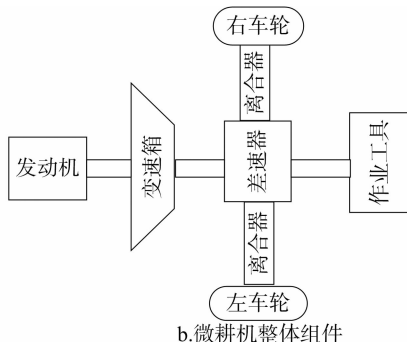 右车轮
离合器
发动机
变速箱
差速器
作业工具
离合器
左车轮
b.微耕机整体组件